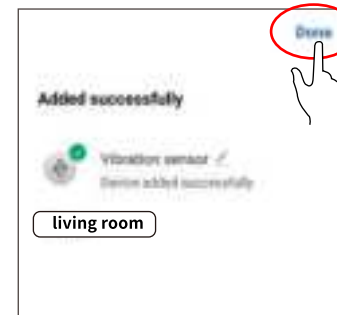 Done
Added successfully
Vibration sensor
Device added successfully
living room